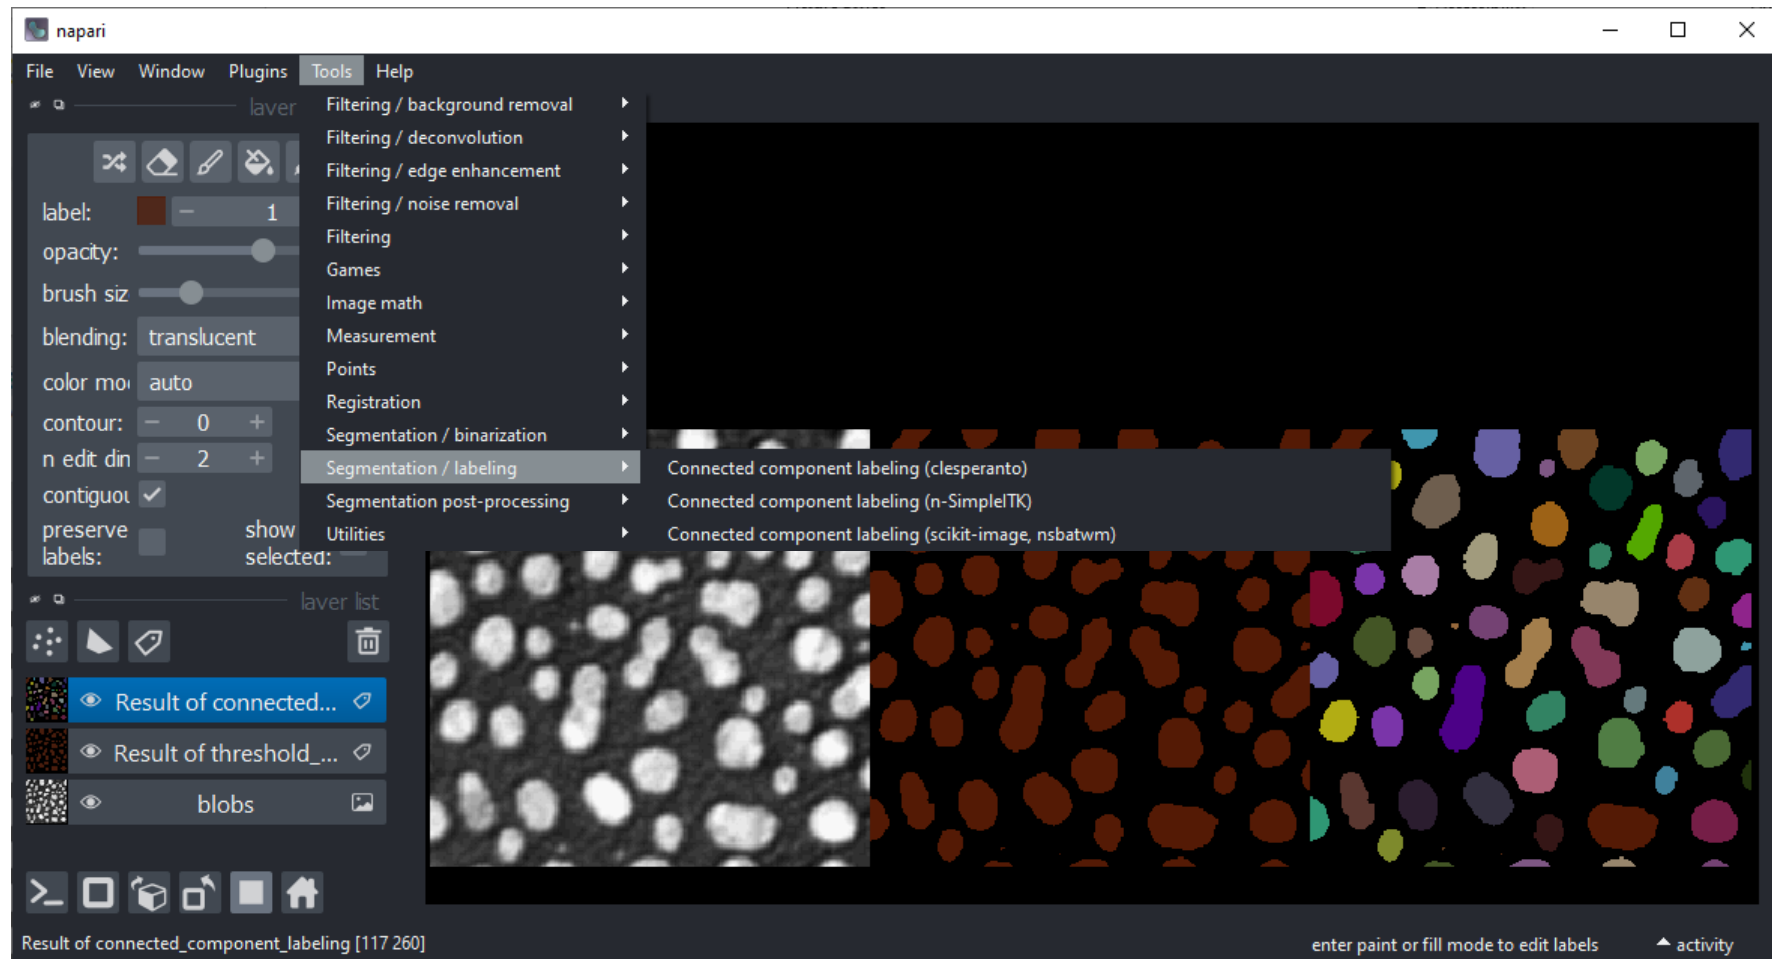 napari
File View Window Plugins Tools Help
layer
Filtering / background removal
Filtering / deconvolution
Filtering / edge enhancement
Filtering / noise removal
Filtering
Games
Image math
Measurement
Points
Registration
Segmentation / binarization
Segmentation / labeling
Segmentation post-processing
Utilities
Connected component labeling (clesperanto)
Connected component labeling (n-SimpleITK)
Connected component labeling (scikit-image, nsbatwm)
label: 1
opacity:
brush siz
blending: translucent
color mo auto
contour: 0
n edit din 2
contiguou
preserve labels:
show selected:
layer list
Result of connected...
Result of threshold_...
blobs
Result of connected_component_labeling [117 260]
enter paint or fill mode to edit labels
activity